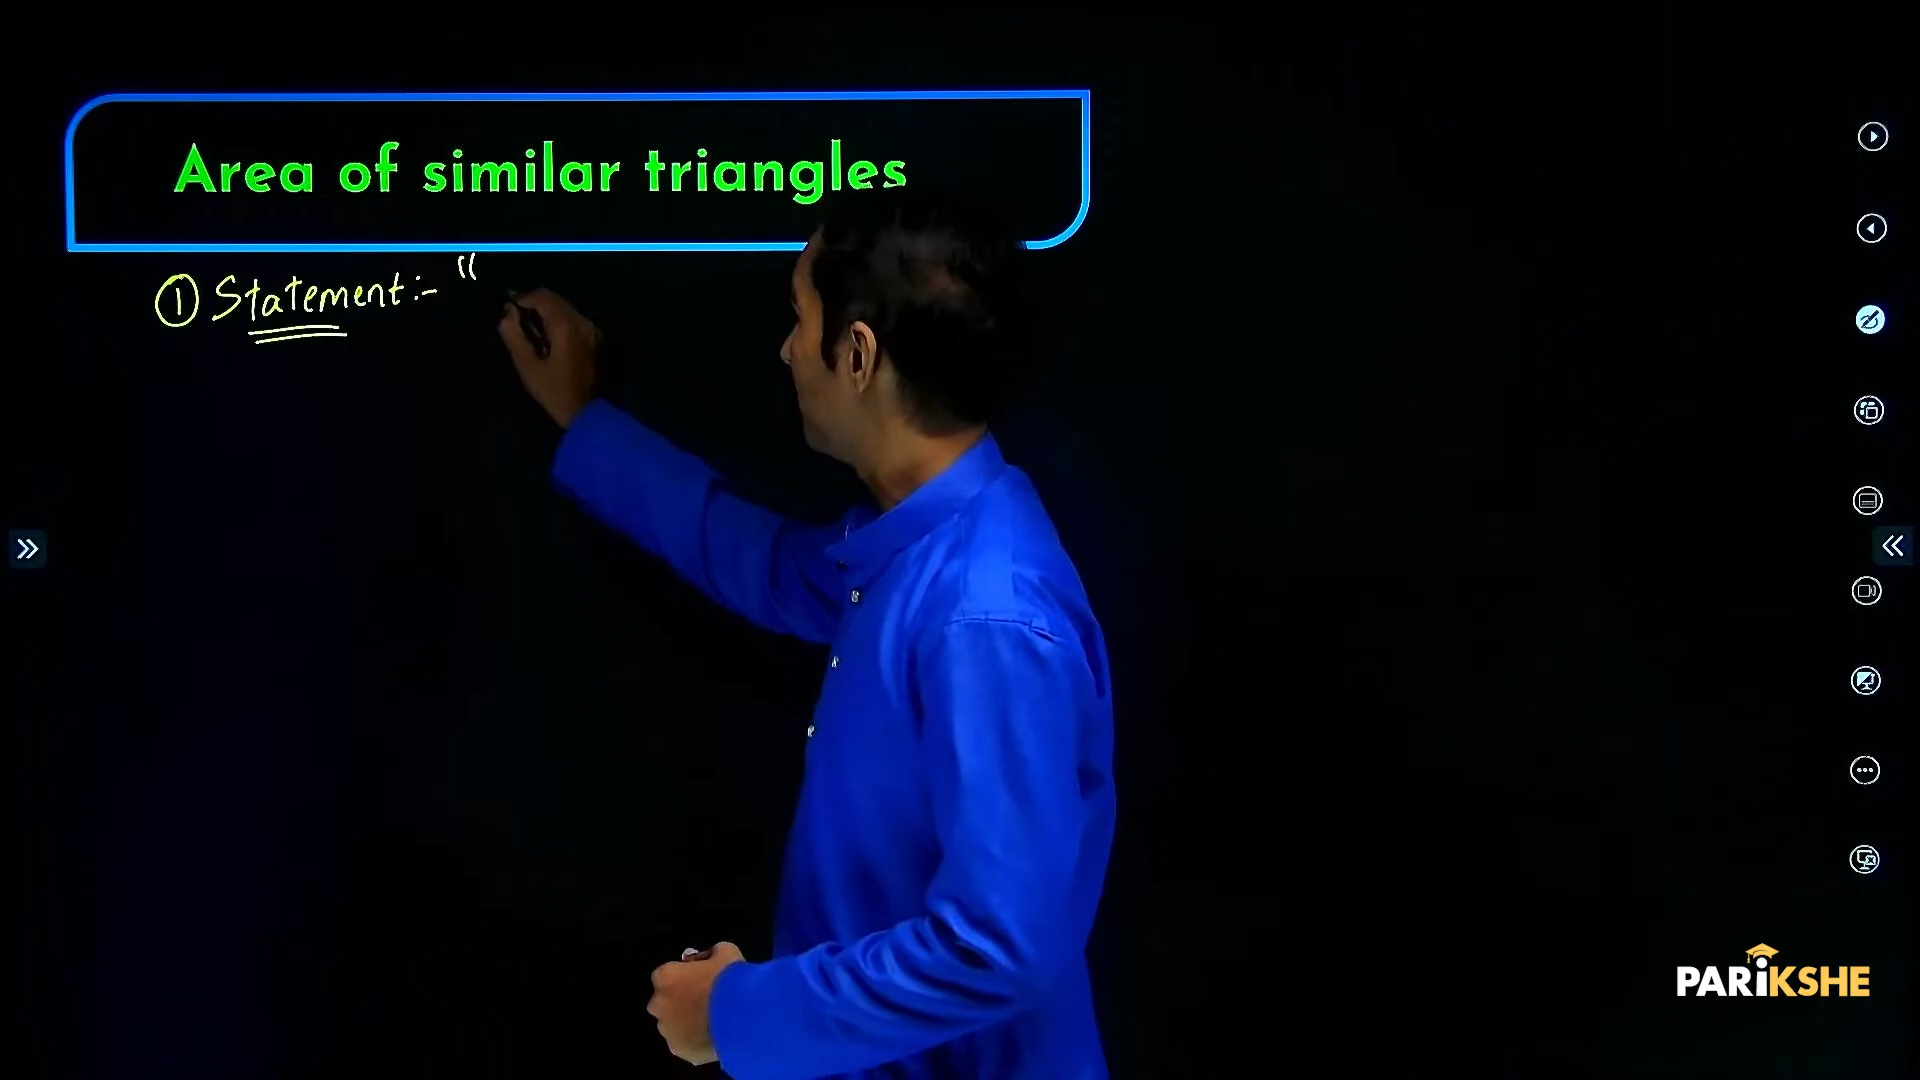 Area of similar triangles
① Statement :- "
PARiKSHE